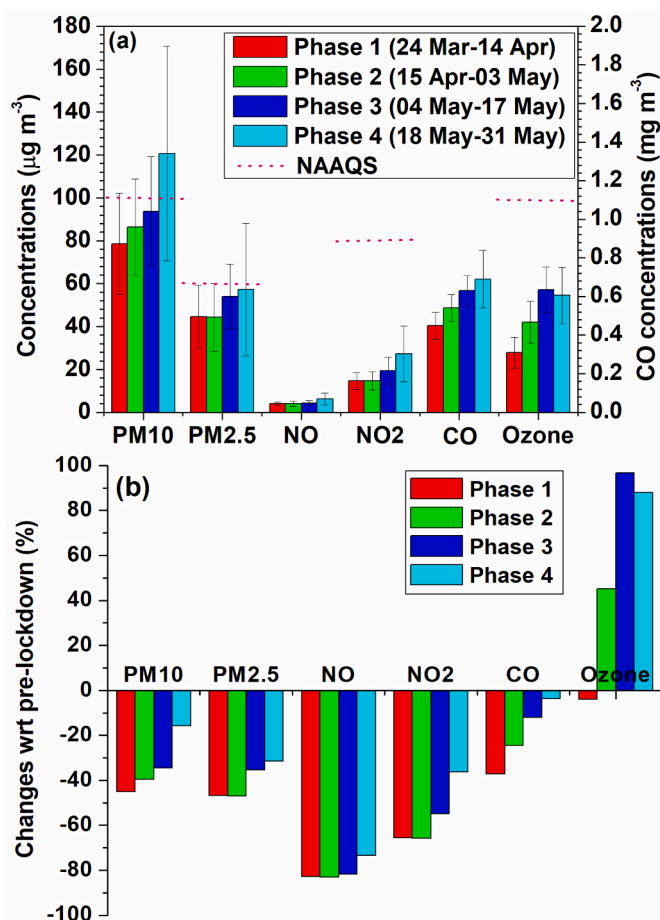 (a)
Phase 1 (24 Mar-14 Apr)
Phase 2 (15 Apr-03 May)
Phase 3 (04 May-17 May)
Phase 4 (18 May-31 May)
NAAQS
Concentrations (µg m⁻³)
180
160
140
120
100
80
60
40
20
0
CO concentrations (mg m⁻³)
2.0
1.8
1.6
1.4
1.2
1.0
0.8
0.6
0.4
0.2
0.0
PM10 PM2.5 NO NO2 CO Ozone
(b)
Phase 1
Phase 2
Phase 3
Phase 4
Changes wrt pre-lockdown (%)
100
80
60
40
20
0
-20
-40
-60
-80
-100
PM10 PM2.5 NO NO2 CO Ozone